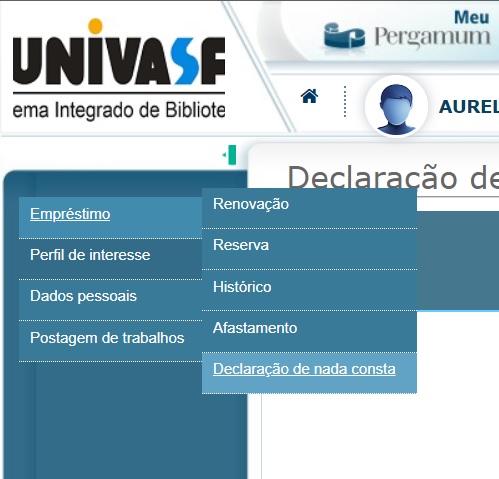 UNIVASF
ema Integrado de Bibliote
Meu
Pergamum
AUREL
Declaração de
Empréstimo
Perfil de interesse
Dados pessoais
Postagem de trabalhos
Renovação
Reserva
Histórico
Afastamento
Declaração de nada consta